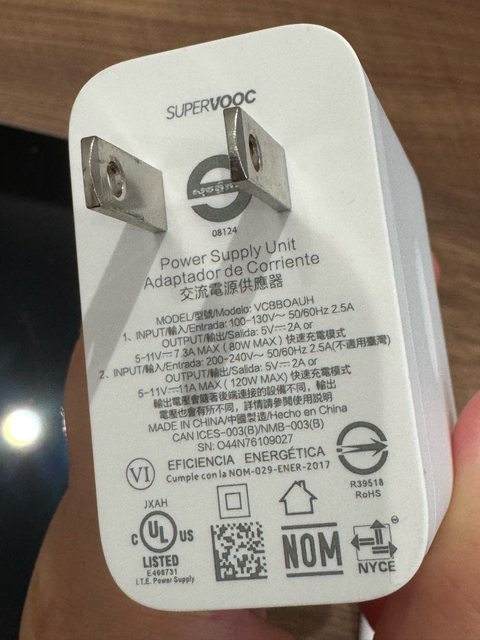 SUPERVOOC
08124
Power Supply Unit
Adaptador de Corriente
交流電源供應器
MODEL/型號/Modelo: VCBBOAUH
1、INPUT/輸入/Entrada: 100-130V~ 50/60Hz 2.5A
OUTPUT/輸出/Salida: 5V⎓2A or
5-11V⎓7.3A MAX ( 80W MAX) 快速充電模式
2、INPUT/輸入/Entrada: 200-240V~ 50/60Hz 2.5A(不適用臺灣)
OUTPUT/輸出/Salida: 5V⎓2A or
5-11V⎓11A MAX ( 120W MAX) 快速充電模式
輸出電壓會隨著後端連接的設備不同，輸出
電壓也會有所不同，詳情請參閱使用說明
MADE IN CHINA/中國製造/Hecho en China
CAN ICES-003(B)/NMB-003(B)
SN: O44N76109027
VI
EFICIENCIA ENERGÉTICA
Cumple con la NOM-029-ENER-2017
R39518
RoHS
JXAH
C UL US
LISTED
E466731
I.T.E. Power Supply
NOM
NYCE
TM